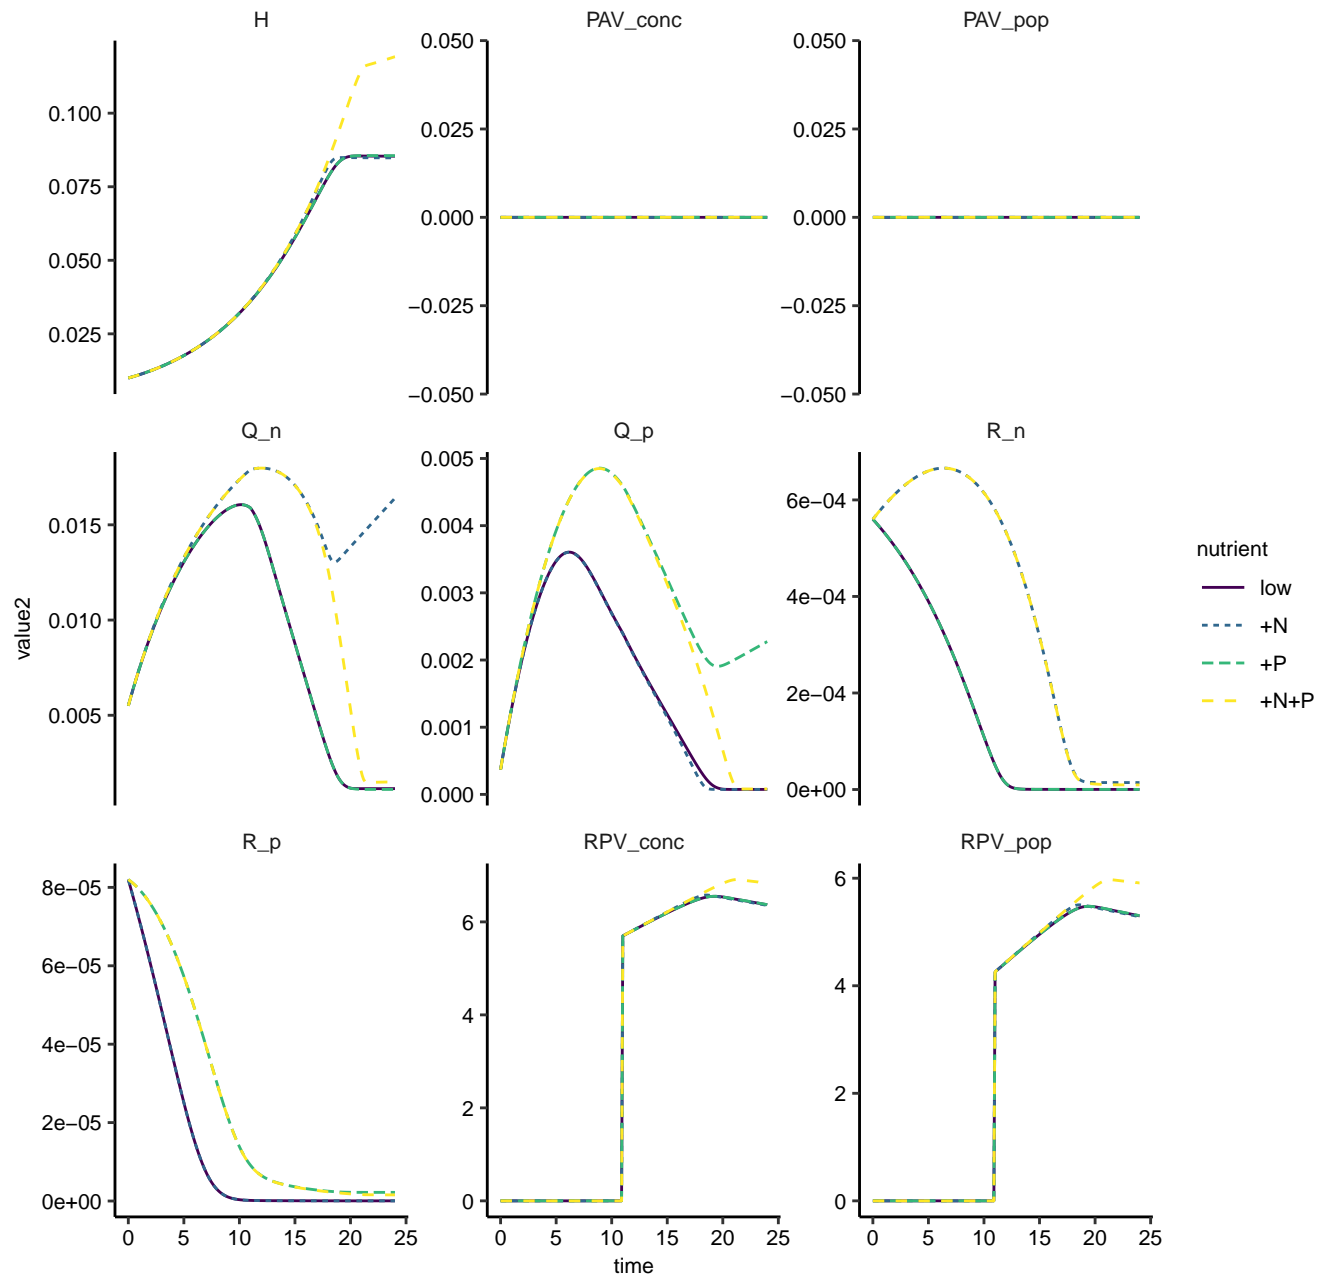 H
PAV_conc
PAV_pop
0.100
0.075
0.050
0.025
0.050
0.025
0.000
−0.025
−0.050
0.050
0.025
0.000
−0.025
−0.050
Q_n
Q_p
R_n
value2
0.015
0.010
0.005
0.005
0.004
0.003
0.002
0.001
0.000
6e−04
4e−04
2e−04
0e+00
nutrient
low
+N
+P
+N+P
R_p
RPV_conc
RPV_pop
8e−05
6e−05
4e−05
2e−05
0e+00
6
4
2
0
6
4
2
0
0 5 10 15 20 25
0 5 10 15 20 25
0 5 10 15 20 25
time